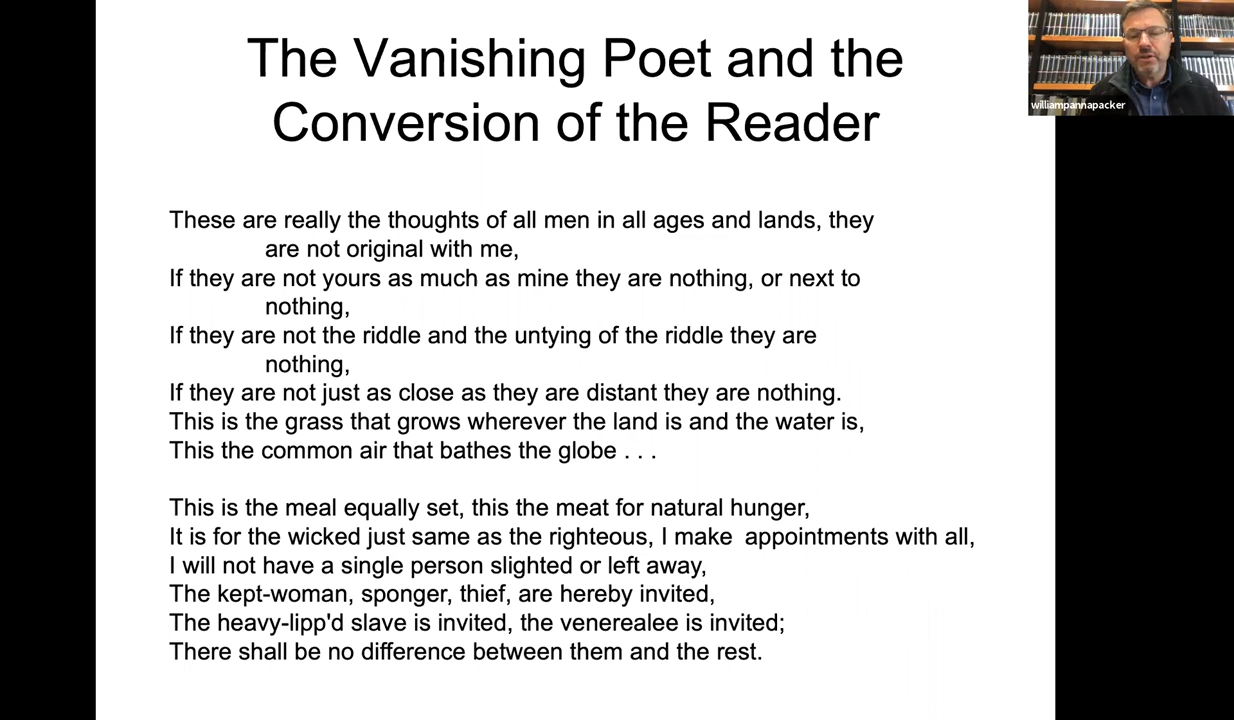 The Vanishing Poet and the
Conversion of the Reader
williampannapacker
These are really the thoughts of all men in all ages and lands, they
are not original with me,
If they are not yours as much as mine they are nothing, or next to
nothing,
If they are not the riddle and the untying of the riddle they are
nothing,
If they are not just as close as they are distant they are nothing.
This is the grass that grows wherever the land is and the water is,
This the common air that bathes the globe . . .
This is the meal equally set, this the meat for natural hunger,
It is for the wicked just same as the righteous, I make  appointments with all,
I will not have a single person slighted or left away,
The kept-woman, sponger, thief, are hereby invited,
The heavy-lipp'd slave is invited, the venerealee is invited;
There shall be no difference between them and the rest.